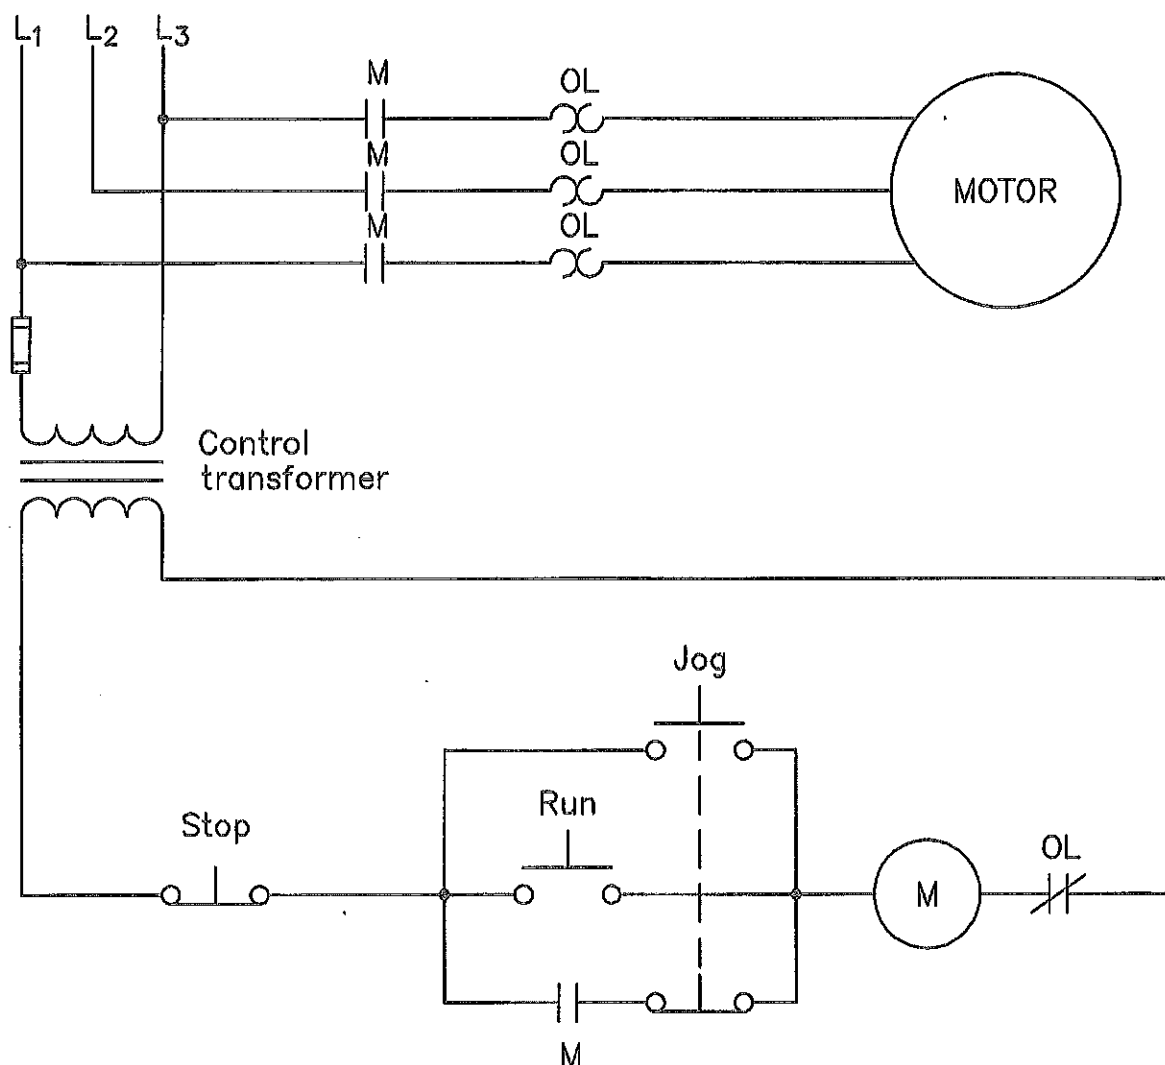 L1 L2 L3
M
OL
M
OL
MOTOR
M
OL
Control
transformer
Jog
Run
Stop
OL
M
M